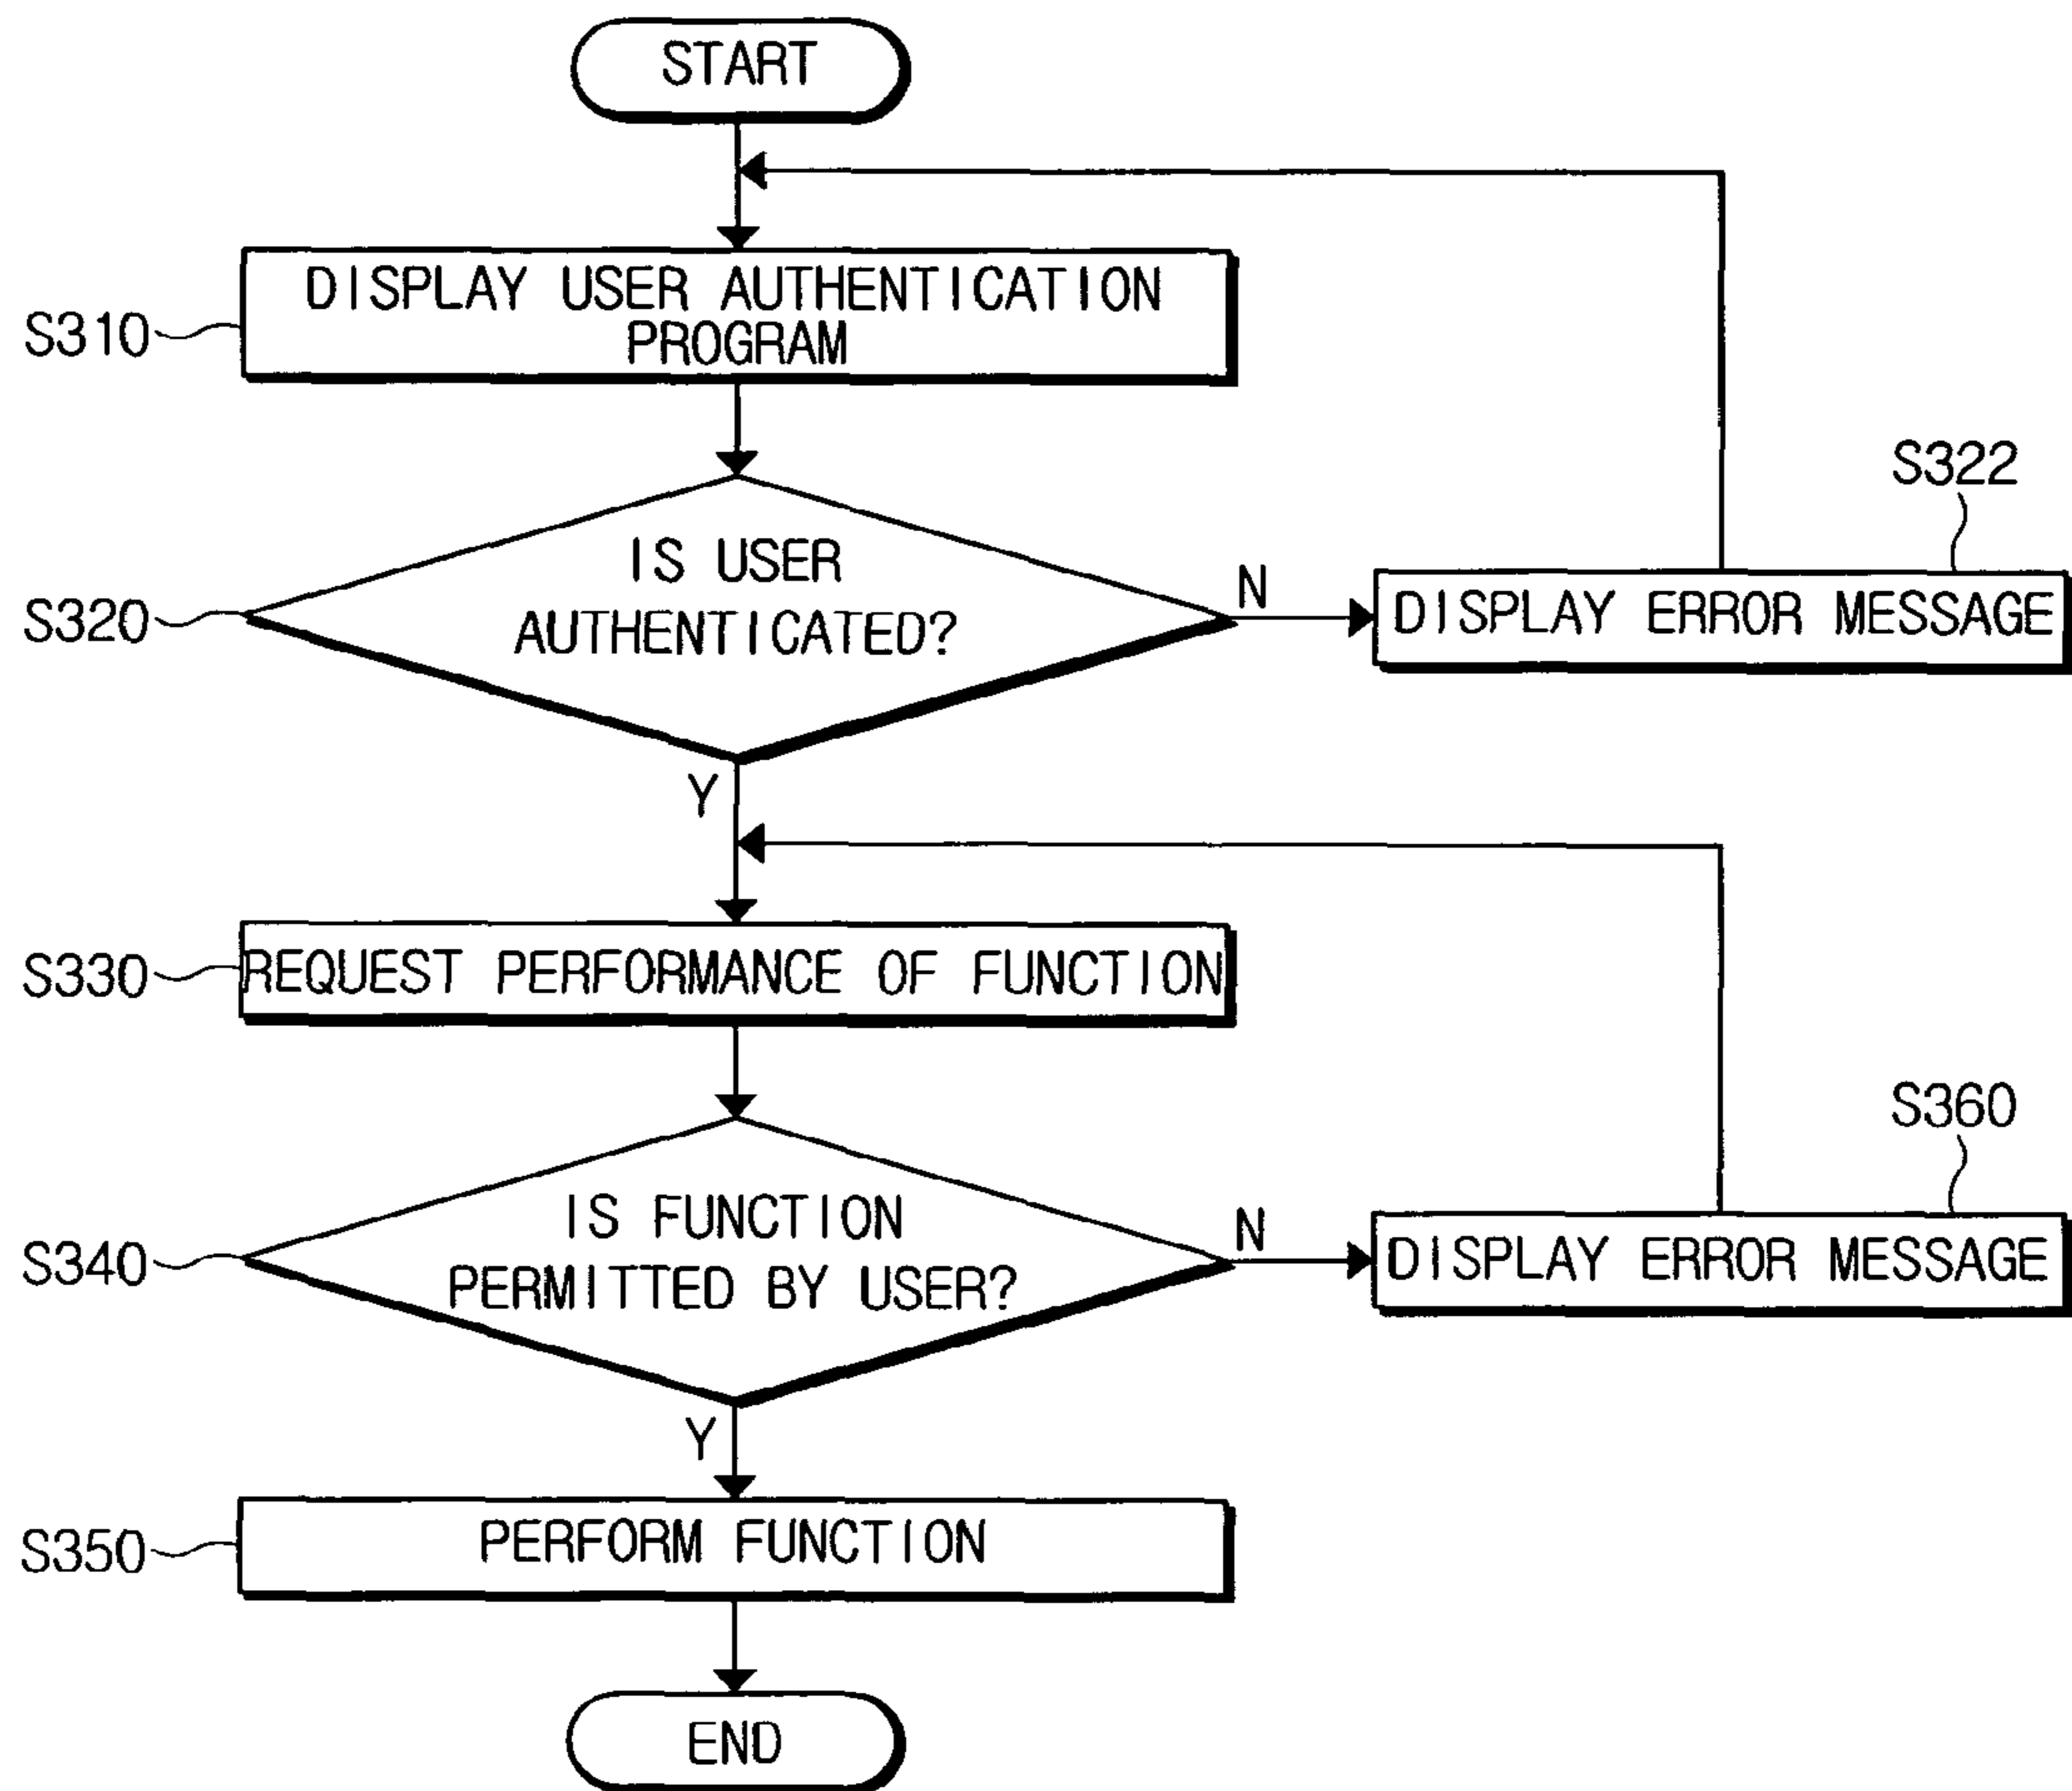 START
DISPLAY USER AUTHENTICATION
PROGRAM
S310
S322
IS USER
AUTHENTICATED?
S320
N
DISPLAY ERROR MESSAGE
Y
REQUEST PERFORMANCE OF FUNCTION
S330
S360
IS FUNCTION
PERMITTED BY USER?
S340
N
DISPLAY ERROR MESSAGE
Y
PERFORM FUNCTION
S350
END